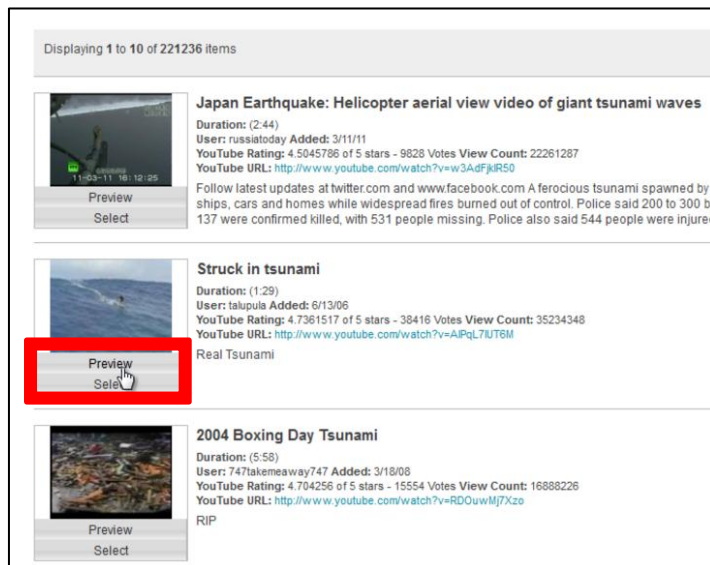 Displaying 1 to 10 of 221236 items
Japan Earthquake: Helicopter aerial view video of giant tsunami waves
Duration: (2:44)
User: russiatoday Added: 3/11/11
YouTube Rating: 4.5045786 of 5 stars - 9828 Votes View Count: 22261287
YouTube URL: http://www.youtube.com/watch?v=w3AdFjklR50
Follow latest updates at twitter.com and www.facebook.com A ferocious tsunami spawned by
ships, cars and homes while widespread fires burned out of control. Police said 200 to 300 b
137 were confirmed killed, with 531 people missing. Police also said 544 people were injure
11-03-11 16:12:25
Preview
Select
Struck in tsunami
Duration: (1:29)
User: talupula Added: 6/13/06
YouTube Rating: 4.7361517 of 5 stars - 38416 Votes View Count: 35234348
YouTube URL: http://www.youtube.com/watch?v=AlPqL7IUT6M
Real Tsunami
Preview
Select
2004 Boxing Day Tsunami
Duration: (5:58)
User: 747takemeaway747 Added: 3/18/08
YouTube Rating: 4.704256 of 5 stars - 15554 Votes View Count: 16888226
YouTube URL: http://www.youtube.com/watch?v=RDOuwMj7Xzo
RIP
Preview
Select